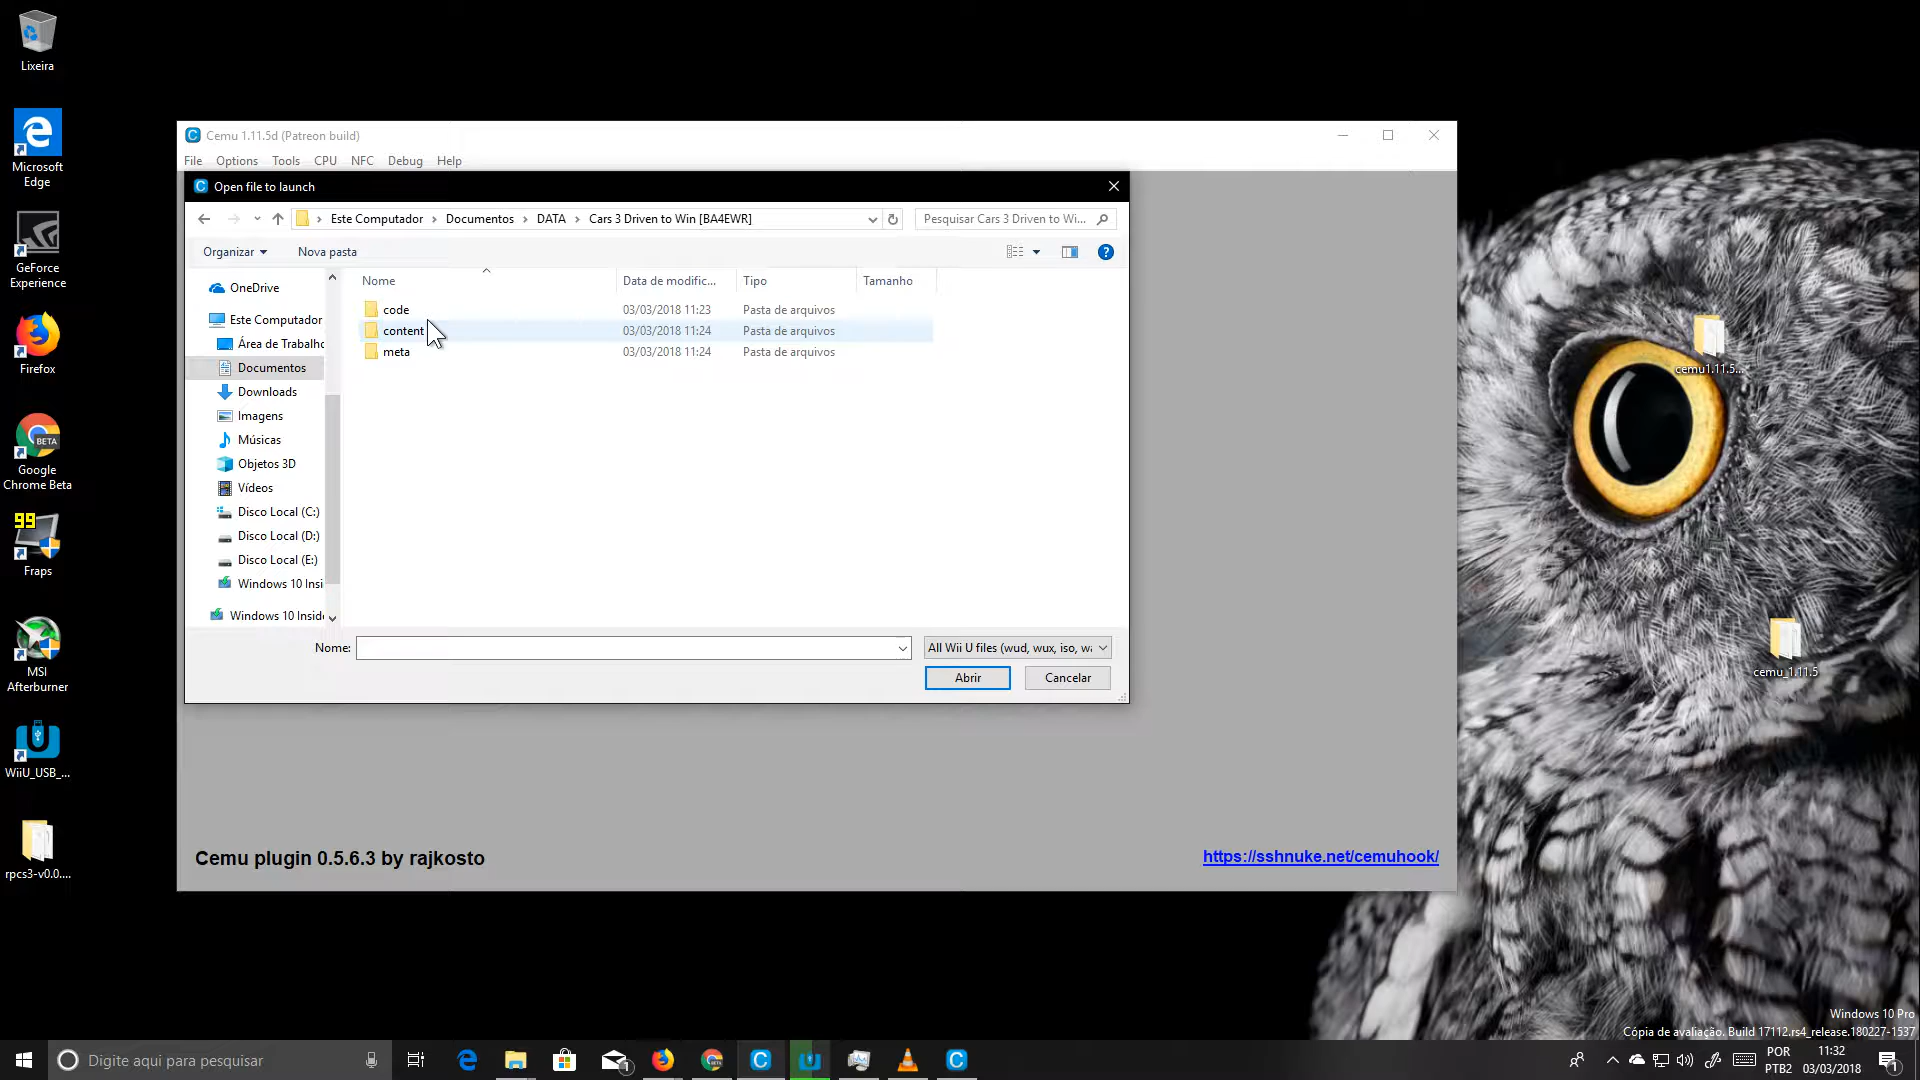 Lixeira
Microsoft
Edge
GeForce
Experience
Firefox
BETA
Google
Chrome Beta
99
Fraps
MSI
Afterburner
WiiU_USB_...
rpcs3-v0.0....
Cemu 1.11.5d (Patreon build)
File Options Tools CPU NFC Debug Help
Open file to launch
Este Computador Documentos DATA Cars 3 Driven to Win [BA4EWR]
Pesquisar Cars 3 Driven to Wi...
Organizar Nova pasta
Nome Data de modific... Tipo Tamanho
code 03/03/2018 11:23 Pasta de arquivos
content 03/03/2018 11:24 Pasta de arquivos
meta 03/03/2018 11:24 Pasta de arquivos
OneDrive
Este Computador
Área de Trabalho
Documentos
Downloads
Imagens
Músicas
Objetos 3D
Vídeos
Disco Local (C:)
Disco Local (D:)
Disco Local (E:)
Windows 10 Insi
Windows 10 Inside
Nome:
All Wii U files (wud, wux, iso, wa
Abrir Cancelar
Cemu plugin 0.5.6.3 by rajkosto
https://sshnuke.net/cemuhook/
cemu1.11.5...
cemu_1.11.5
Windows 10 Pro
Cópia de avaliação. Build 17112.rs4_release.180227-1537
Digite aqui para pesquisar
1
BETA
POR
PTB2
11:32
03/03/2018
1